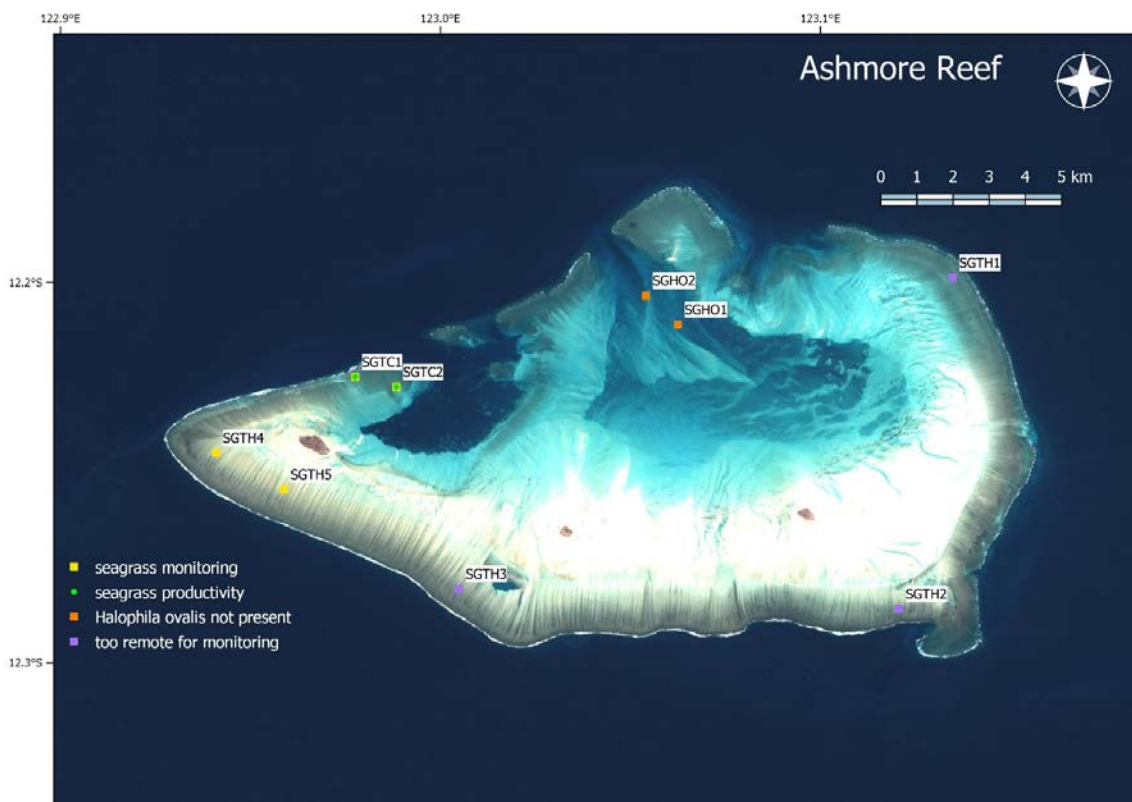 122.9°E
123.0°E
123.1°E
Ashmore Reef
0 1 2 3 4 5 km
12.2°S
SGTH1
SGHO2
SGHO1
SGTC1
SGTC2
SGTH4
SGTH5
SGTH3
SGTH2
seagrass monitoring
seagrass productivity
Halophila ovalis not present
too remote for monitoring
12.3°S